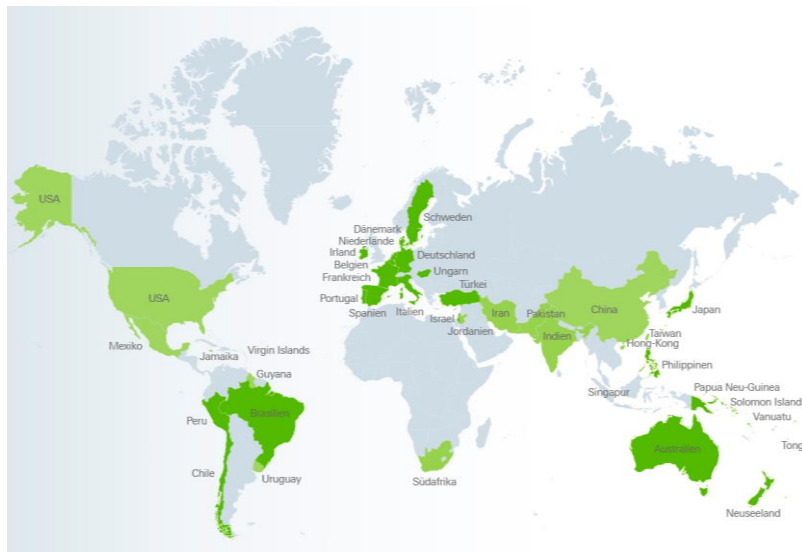 USA
Schweden
Dänemark
Niederlande
Irland
Deutschland
Belgien
Ungarn
Frankreich
Türkei
USA
Portugal
Spanien
Italien
Israel
Jordanien
Iran
Pakistan
China
Indien
Japan
Taiwan
Hong-Kong
Mexiko
Jamaika
Virgin Islands
Guyana
Philippinen
Singapur
Papua Neu-Guinea
Solomon Island
Vanuatu
Brasilien
Peru
Tong
Australien
Chile
Uruguay
Südafrika
Neuseeland